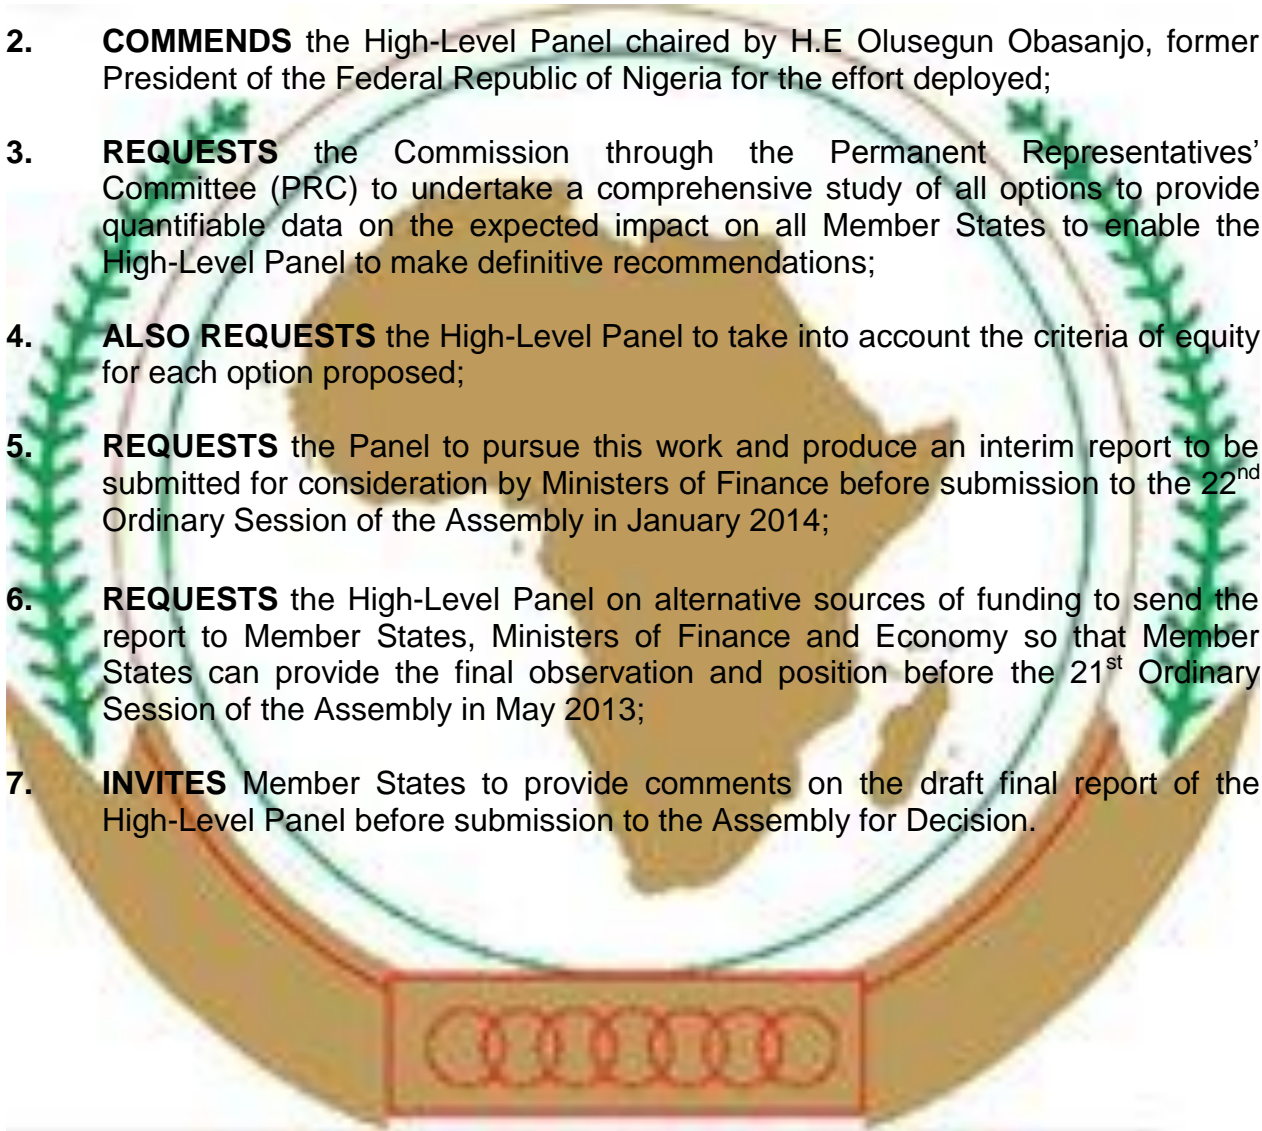 2. COMMENDS the High-Level Panel chaired by H.E Olusegun Obasanjo, former
President of the Federal Republic of Nigeria for the effort deployed;
3. REQUESTS the Commission through the Permanent Representatives’
Committee (PRC) to undertake a comprehensive study of all options to provide
quantifiable data on the expected impact on all Member States to enable the
High-Level Panel to make definitive recommendations;
4. ALSO REQUESTS the High-Level Panel to take into account the criteria of equity
for each option proposed;
5. REQUESTS the Panel to pursue this work and produce an interim report to be
submitted for consideration by Ministers of Finance before submission to the 22nd
Ordinary Session of the Assembly in January 2014;
6. REQUESTS the High-Level Panel on alternative sources of funding to send the
report to Member States, Ministers of Finance and Economy so that Member
States can provide the final observation and position before the 21st Ordinary
Session of the Assembly in May 2013;
7. INVITES Member States to provide comments on the draft final report of the
High-Level Panel before submission to the Assembly for Decision.